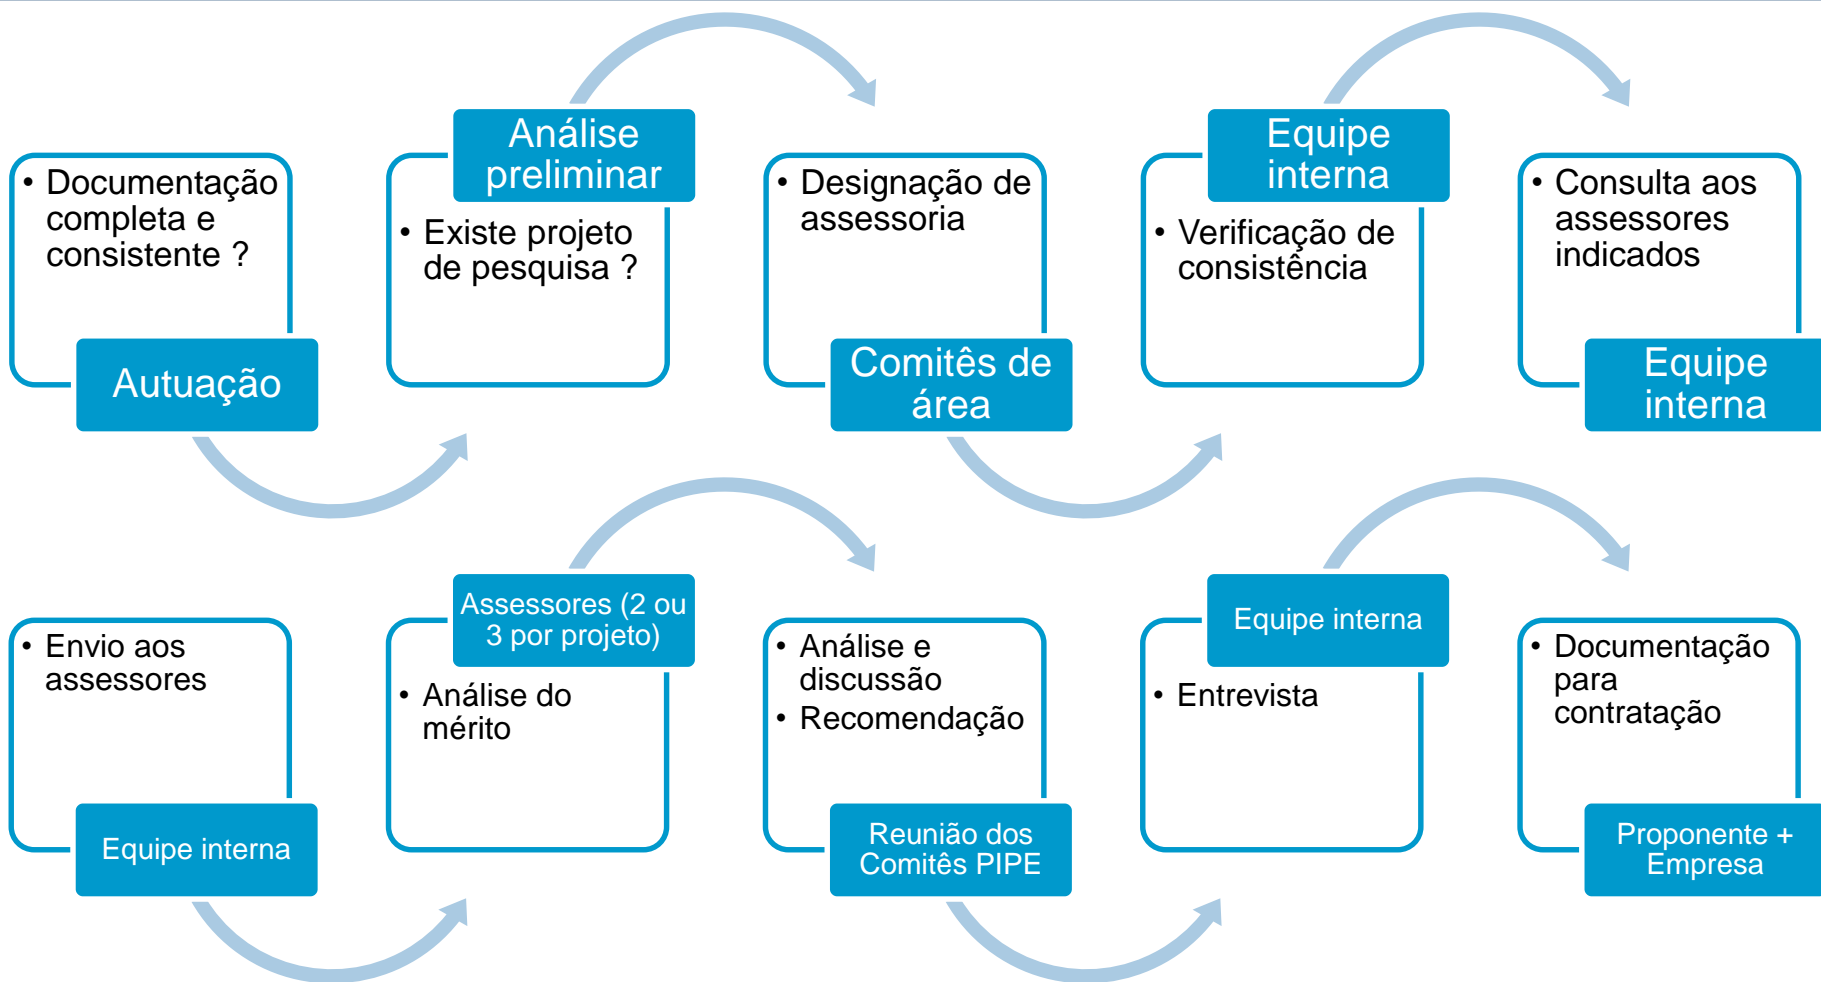 • Documentação
completa e
consistente ?
Autuação
Análise
preliminar
• Existe projeto
de pesquisa ?
• Designação de
assessoria
Comitês de
área
Equipe
interna
• Verificação de
consistência
• Consulta aos
assessores
indicados
Equipe
interna
• Envio aos
assessores
Equipe interna
Assessores (2 ou
3 por projeto)
• Análise do
mérito
• Análise e
discussão
• Recomendação
Reunião dos
Comitês PIPE
Equipe interna
• Entrevista
• Documentação
para
contratação
Proponente +
Empresa